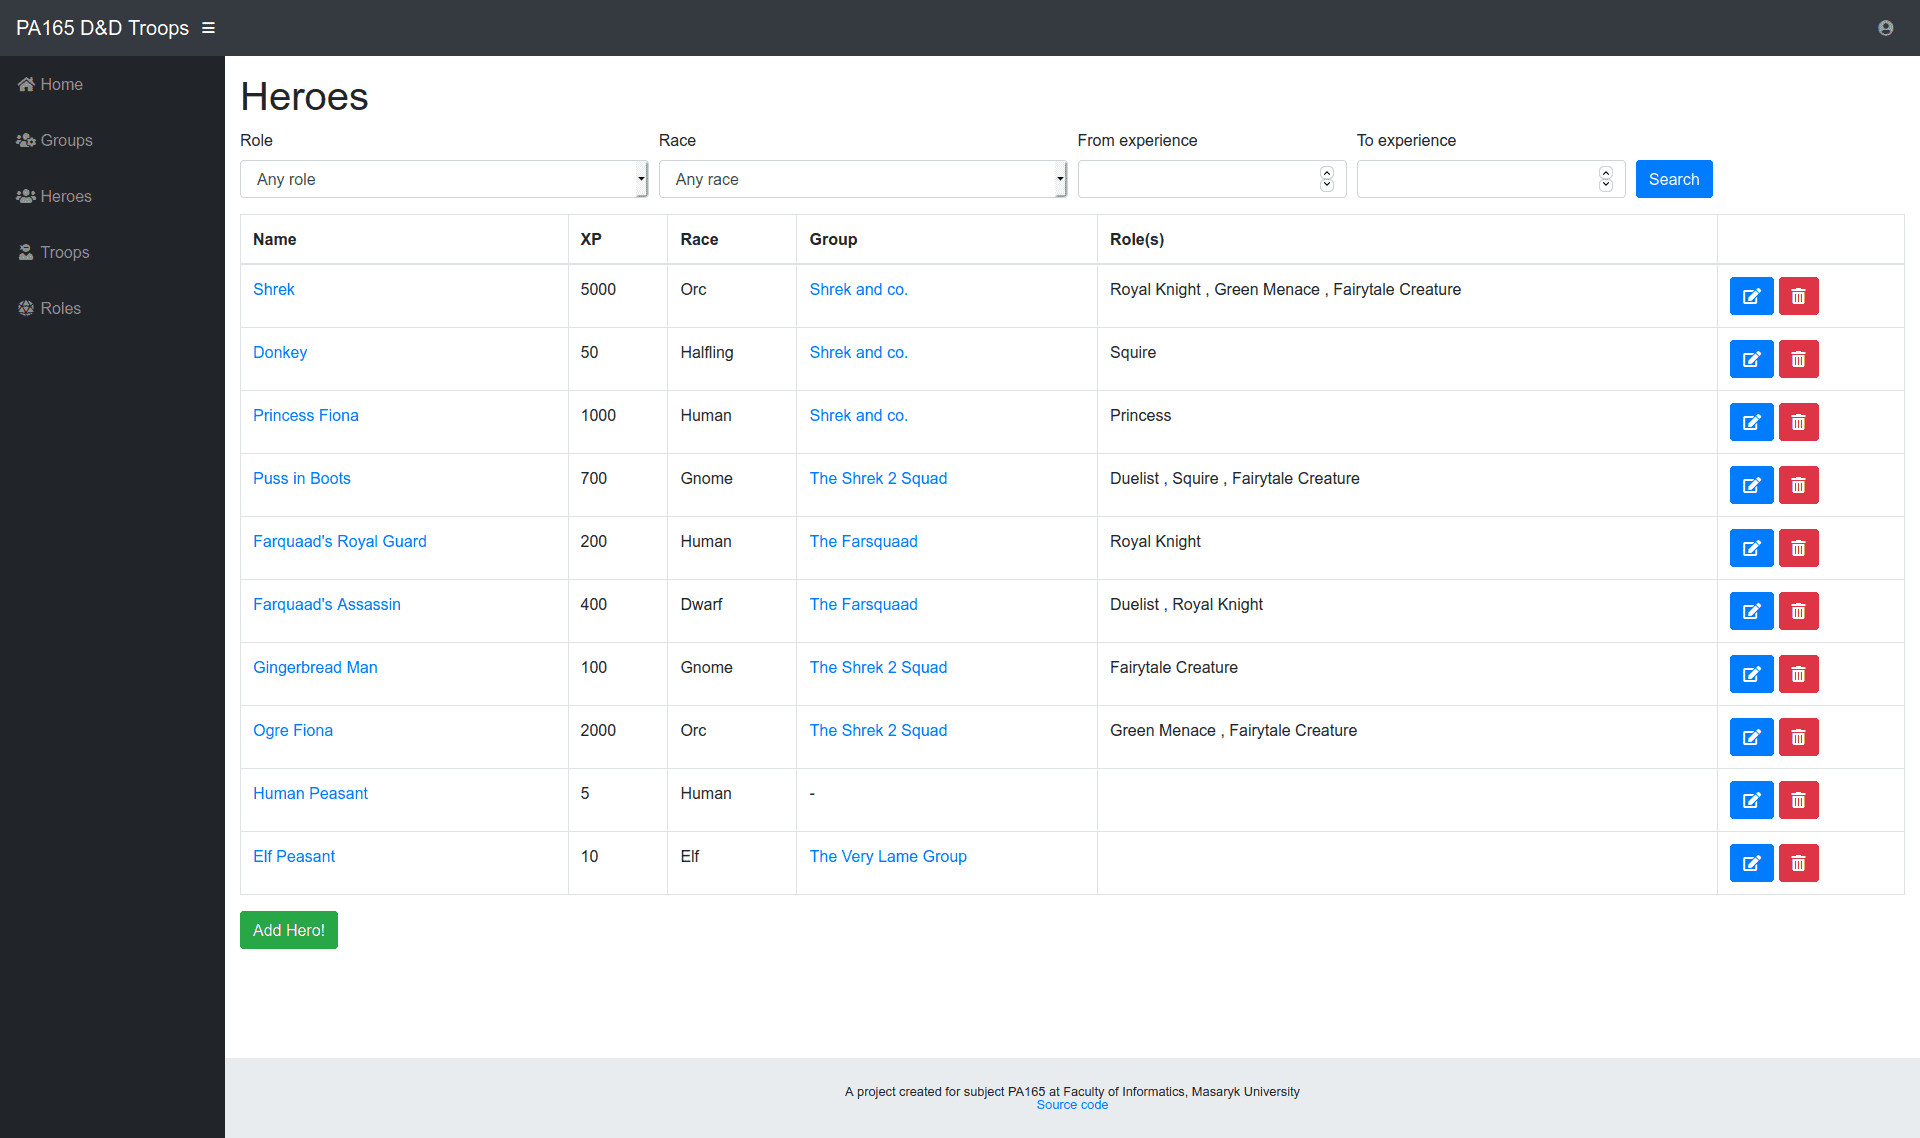 PA165 D&D Troops
Home
Groups
Heroes
Troops
Roles
Heroes
Role Race From experience To experience
Any role Any race Search
Name XP Race Group Role(s)
Shrek 5000 Orc Shrek and co. Royal Knight , Green Menace , Fairytale Creature
Donkey 50 Halfling Shrek and co. Squire
Princess Fiona 1000 Human Shrek and co. Princess
Puss in Boots 700 Gnome The Shrek 2 Squad Duelist , Squire , Fairytale Creature
Farquaad's Royal Guard 200 Human The Farsquaad Royal Knight
Farquaad's Assassin 400 Dwarf The Farsquaad Duelist , Royal Knight
Gingerbread Man 100 Gnome The Shrek 2 Squad Fairytale Creature
Ogre Fiona 2000 Orc The Shrek 2 Squad Green Menace , Fairytale Creature
Human Peasant 5 Human -
Elf Peasant 10 Elf The Very Lame Group
Add Hero!
A project created for subject PA165 at Faculty of Informatics, Masaryk University
Source code